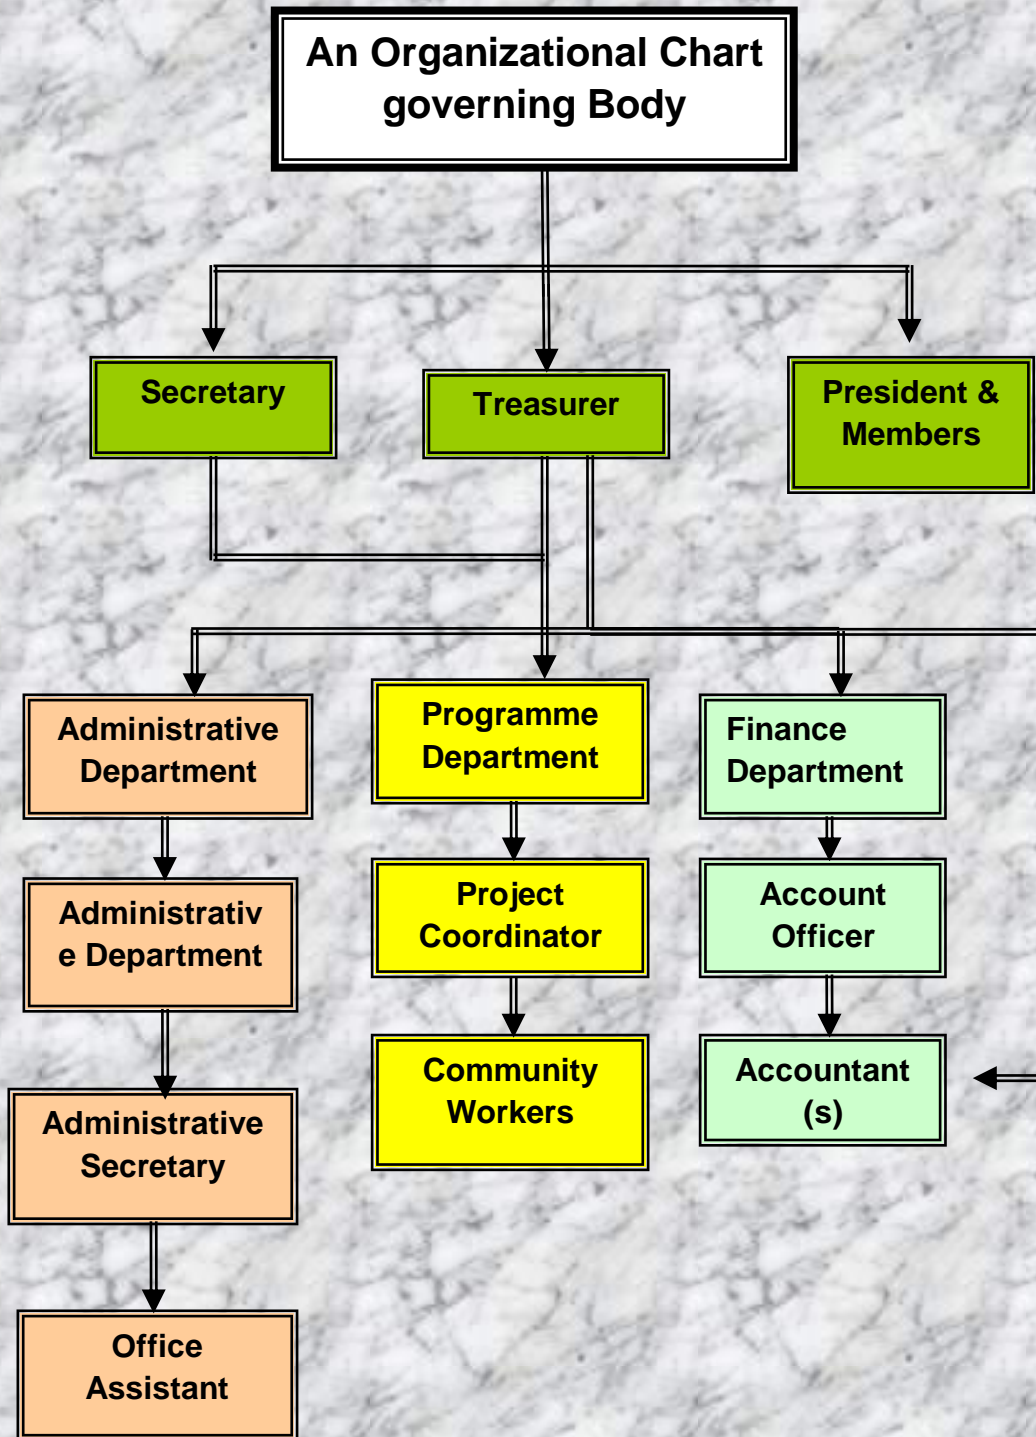 An Organizational Chart
governing Body
Secretary
Treasurer
President &
Members
Administrative
Department
Programme
Department
Finance
Department
Administrativ
e Department
Project
Coordinator
Account
Officer
Administrative
Secretary
Community
Workers
Accountant
(s)
Office
Assistant